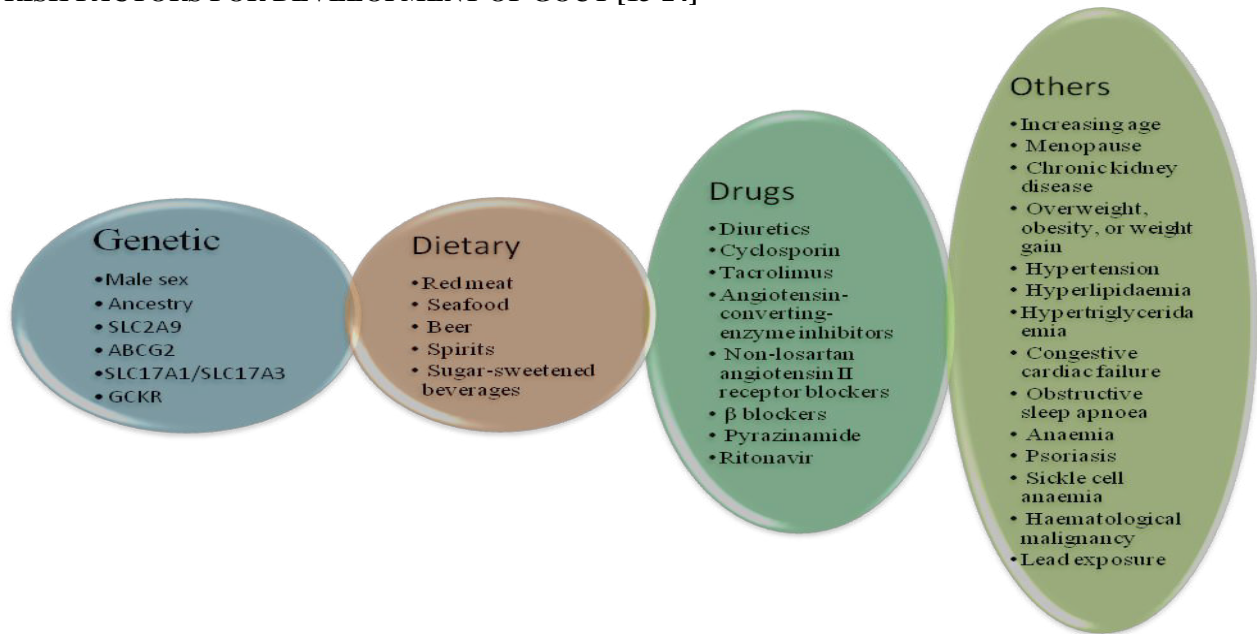 Genetic
•Male sex
•Ancestry
•SLC2A9
•ABCG2
•SLC17A1/SLC17A3
•GCKR
Dietary
•Red meat
•Seafood
•Beer
•Spirits
•Sugar-sweetened
beverages
Drugs
•Diuretics
•Cyclosporin
•Tacrolimus
•Angiotensin-
converting-
enzyme inhibitors
•Non-losartan
angiotensin II
receptor blockers
•β blockers
•Pyrazinamide
•Ritonavir
Others
•Increasing age
• Menopause
• Chronic kidney
disease
• Overweight,
obesity, or weight
gain
• Hypertension
• Hyperlipidaemia
•Hypertriglycerida
emia
• Congestive
cardiac failure
• Obstructive
sleep apnoea
• Anaemia
• Psoriasis
• Sickle cell
anaemia
• Haematological
malignancy
•Lead exposure